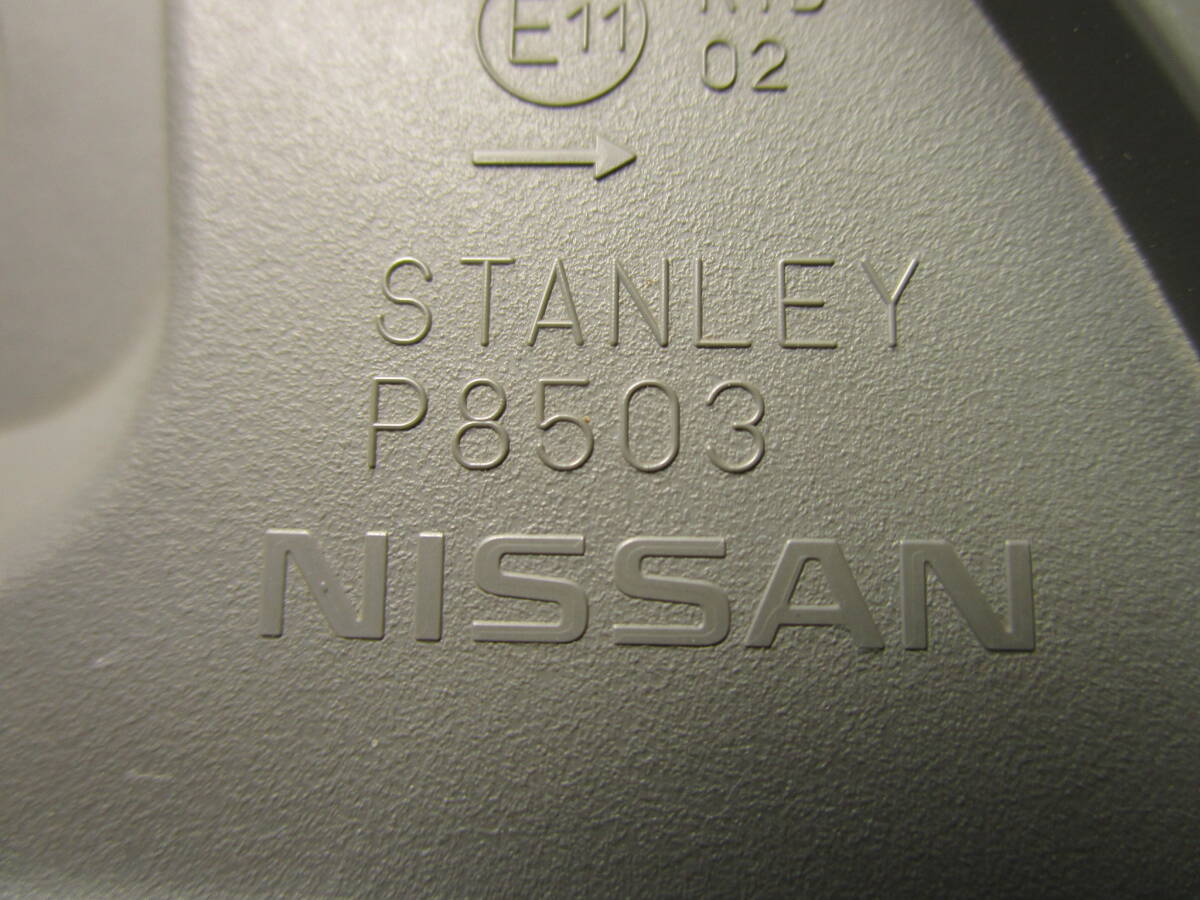 E11
02
STANLEY
P8503
NISSAN